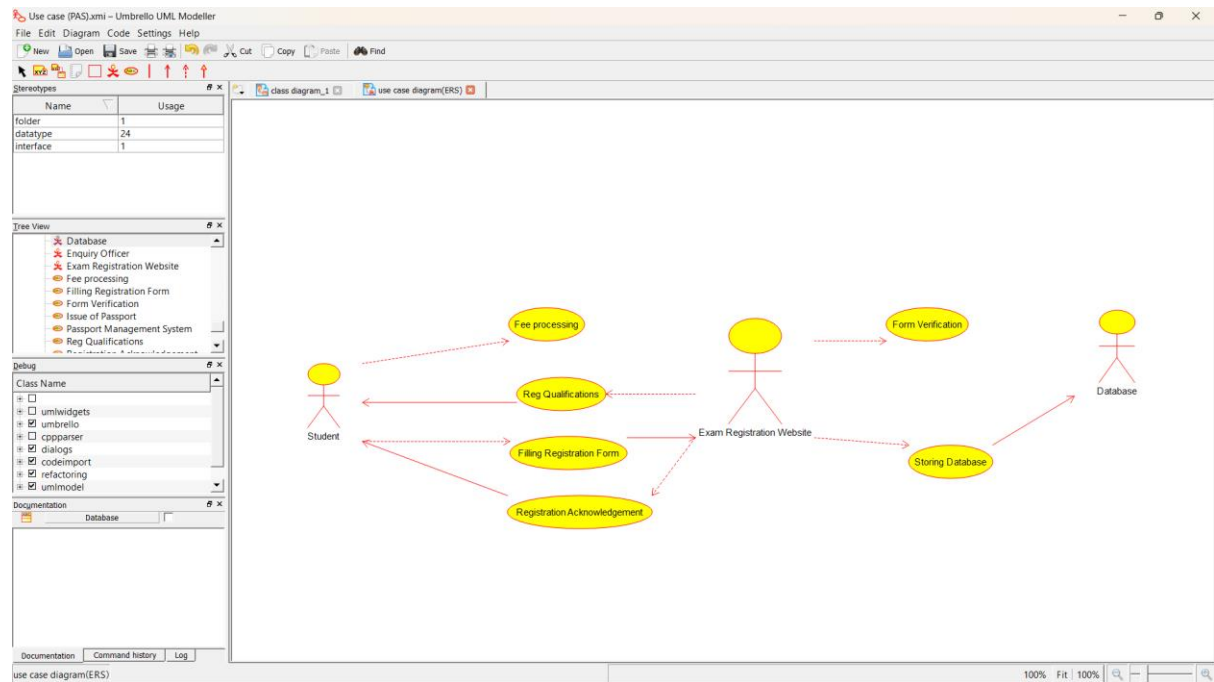 Use case (PAS).xmi – Umbrello UML Modeller
File Edit Diagram Code Settings Help
New Open Save Cut Copy Paste Find
XYZ
Stereotypes
class diagram_1 use case diagram(ERS)
Name Usage
folder 1
datatype 24
interface 1
Tree View
Database
Enquiry Officer
Exam Registration Website
Fee processing
Filling Registration Form
Form Verification
Issue of Passport
Passport Management System
Reg Qualifications
Registration Acknowledgement
Debug
Class Name
umlwidgets
umbrello
cppparser
dialogs
codeimport
refactoring
umlmodel
Documentation
Database
Documentation Command history Log
use case diagram(ERS)
Fee processing
Form Verification
Reg Qualifications
Database
Student
Exam Registration Website
Filling Registration Form
Storing Database
Registration Acknowledgement
100% Fit 100%